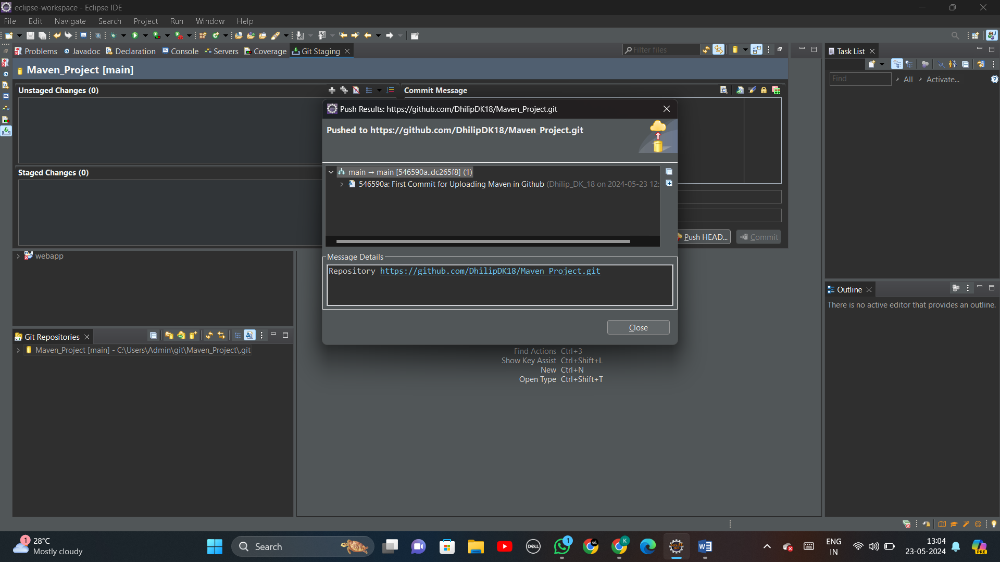 eclipse-workspace - Eclipse IDE
File Edit Navigate Search Project Run Window Help
Problems Javadoc Declaration Console Servers Coverage Git Staging
Filter files
Task List
Maven_Project [main]
Find All Activate...
Unstaged Changes (0)
Commit Message
Push Results: https://github.com/DhilipDK18/Maven_Project.git
Pushed to https://github.com/DhilipDK18/Maven_Project.git
Staged Changes (0)
main → main [546590a..dc265f8] (1)
546590a: First Commit for Uploading Maven in Github (Dhilip_DK_18 on 2024-05-23 12:
Push HEAD...
Commit
webapp
Message Details
Repository https://github.com/DhilipDK18/Maven_Project.git
Close
Outline
There is no active editor that provides an outline.
Git Repositories
Maven_Project [main] - C:\Users\Admin\git\Maven_Project\.git
Find Actions Ctrl+3
Show Key Assist Ctrl+Shift+L
New Ctrl+N
Open Type Ctrl+Shift+T
1
28°C
Mostly cloudy
Search
DELL
1
K
ENG
IN
13:04
23-05-2024
PRE